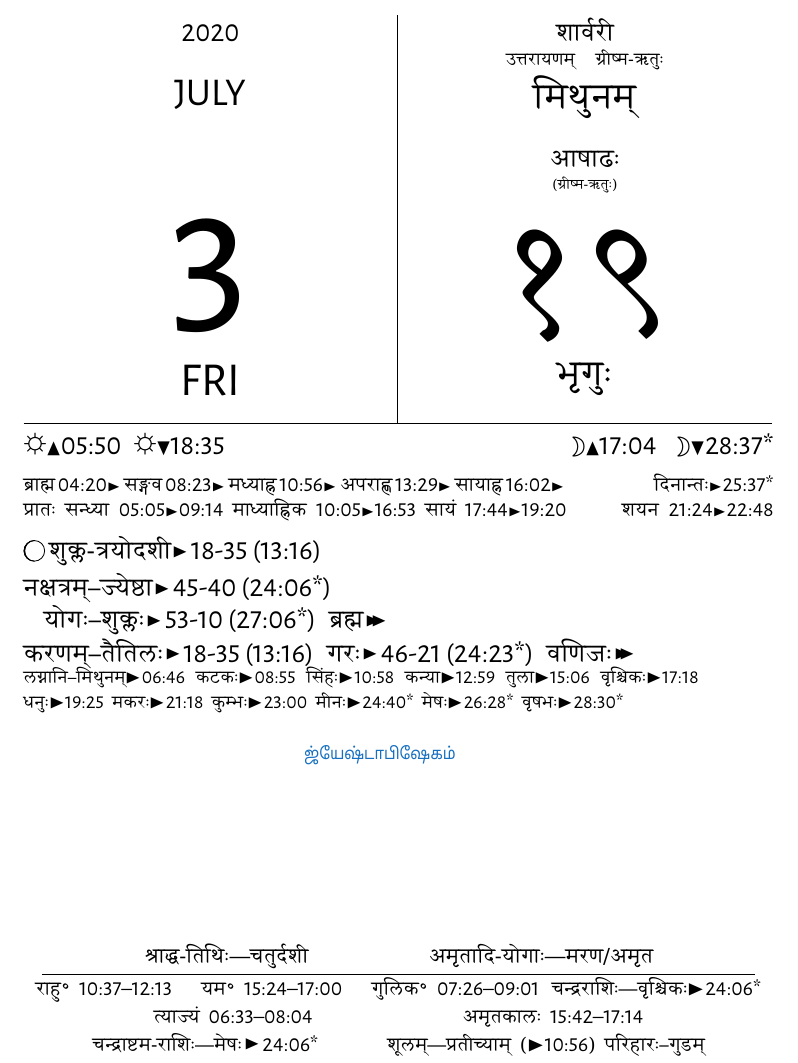 2020
JULY
3
FRI
शार्वरी
उत्तरायणम् ग्रीष्म-ऋतुः
मिथुनम्
आषाढः
(ग्रीष्म-ऋतुः)
१९
भृगुः
☼▲05:50 ☼▼18:35 ☽▲17:04 ☽▼28:37*
ब्राह्म04:20▶ सङ्गव08:23▶ मध्याह्न10:56▶ अपराह्ण13:29▶ सायाह्न16:02▶ दिनान्तः▶25:37*
प्रातः सन्ध्या 05:05▶09:14 माध्याह्निक 10:05▶16:53 सायं 17:44▶19:20 शयन 21:24▶22:48
◯शुक्ल-त्रयोदशी▶18-35 (13:16)
नक्षत्रम्–ज्येष्ठा▶45-40 (24:06*)
योगः–शुक्लः▶53-10 (27:06*) ब्रह्म▶▶
करणम्–तैतिलः▶18-35 (13:16) गरः▶46-21 (24:23*) वणिजः▶▶
लग्नानि–मिथुनम्▶06:46 कटकः▶08:55 सिंहः▶10:58 कन्या▶12:59 तुला▶15:06 वृश्चिकः▶17:18
धनुः▶19:25 मकरः▶21:18 कुम्भः▶23:00 मीनः▶24:40* मेषः▶26:28* वृषभः▶28:30*
ஜ்யேஷ்டாபிஷேகம்
श्राद्ध-तिथिः—चतुर्दशी अमृतादि-योगाः—मरण/अमृत
राहु° 10:37–12:13 यम° 15:24–17:00 गुलिक° 07:26–09:01 चन्द्रराशिः—वृश्चिकः▶24:06*
त्याज्यं 06:33–08:04 अमृतकालः 15:42–17:14
चन्द्राष्टम-राशिः—मेषः▶24:06* शूलम्—प्रतीच्याम् (▶10:56) परिहारः–गुडम्